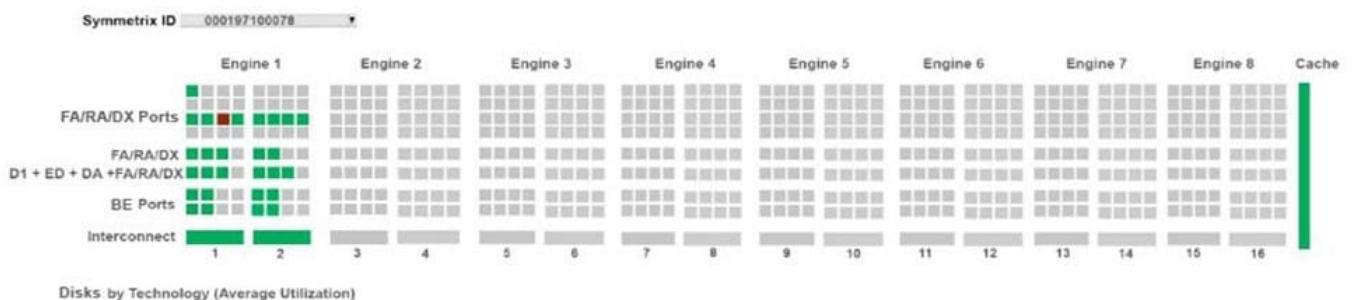 Symmetrix ID 000197100078
Engine 1 Engine 2 Engine 3 Engine 4 Engine 5 Engine 6 Engine 7 Engine 8 Cache
FA/RA/DX Ports
FA/RA/DX
D1 + ED + DA +FA/RA/DX
BE Ports
Interconnect
1 2 3 4 5 6 7 8 9 10 11 12 13 14 15 16
Disks by Technology (Average Utilization)